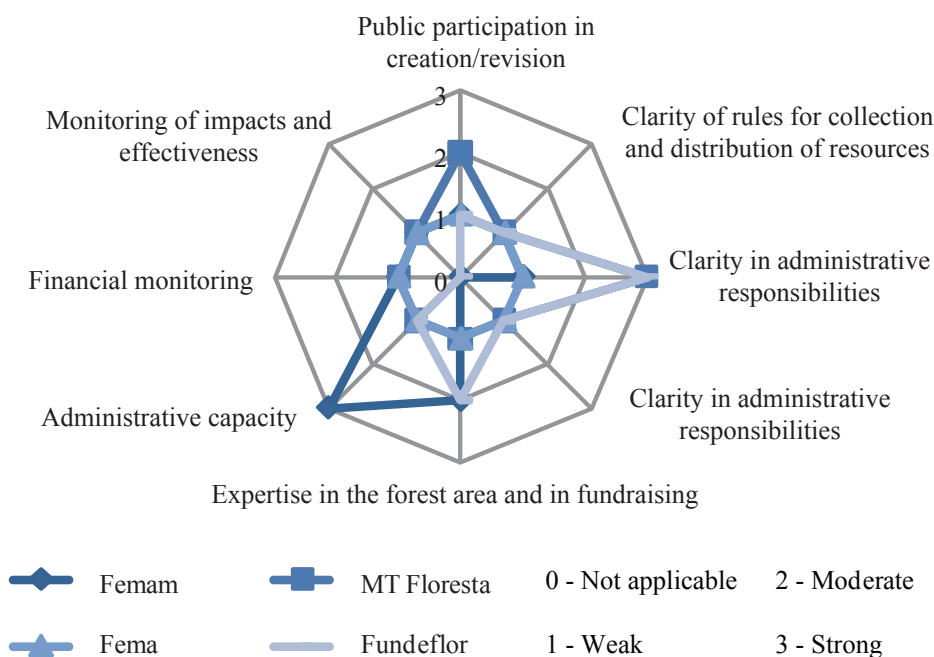 Public participation in
creation/revision
Monitoring of impacts and
effectiveness
Clarity of rules for collection
and distribution of resources
3
2
1
0
Financial monitoring
Clarity in administrative
responsibilities
Administrative capacity
Clarity in administrative
responsibilities
Expertise in the forest area and in fundraising
Femam
MT Floresta
0 - Not applicable
2 - Moderate
Fema
Fundeflor
1 - Weak
3 - Strong